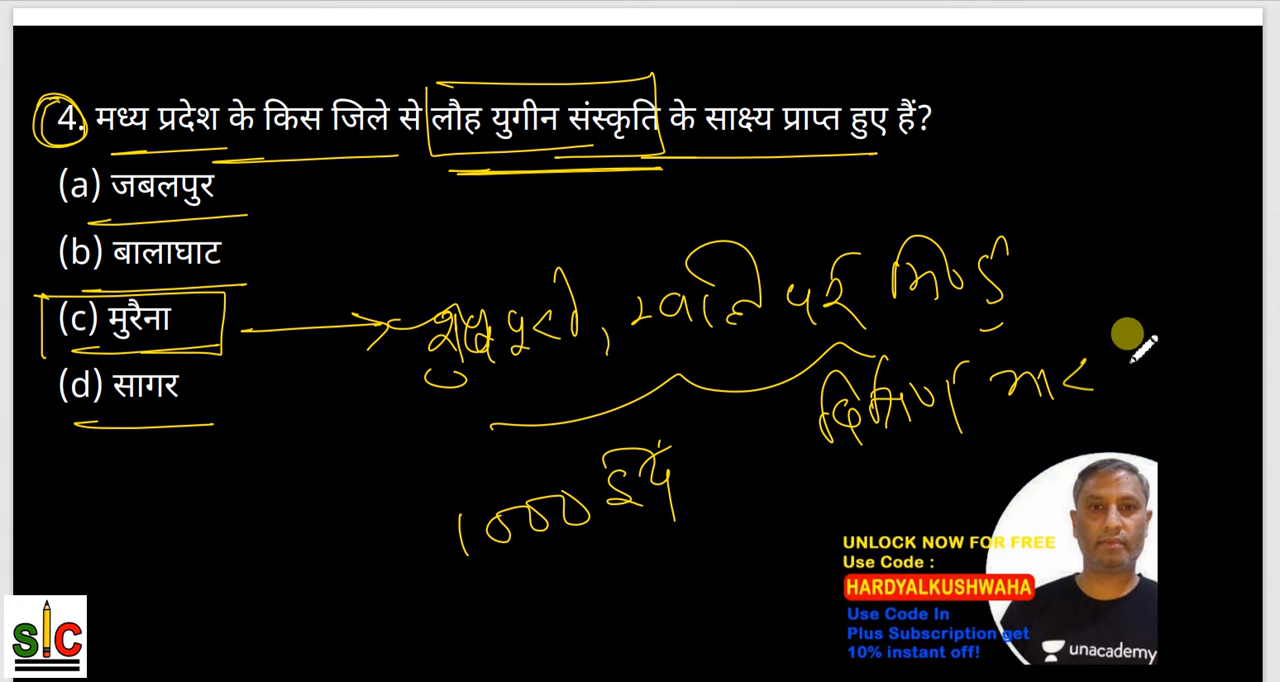 4. मध्य प्रदेश के किस जिले से लौह युगीन संस्कृति के साक्ष्य प्राप्त हुए हैं?
(a) जबलपुर
(b) बालाघाट
(c) मुरैना
(d) सागर
1000
UNLOCK NOW FOR FREE
Use Code :
HARDYALKUSHWAHA
Use Code In
Plus Subscription get
10% instant off!
unacademy
SIC